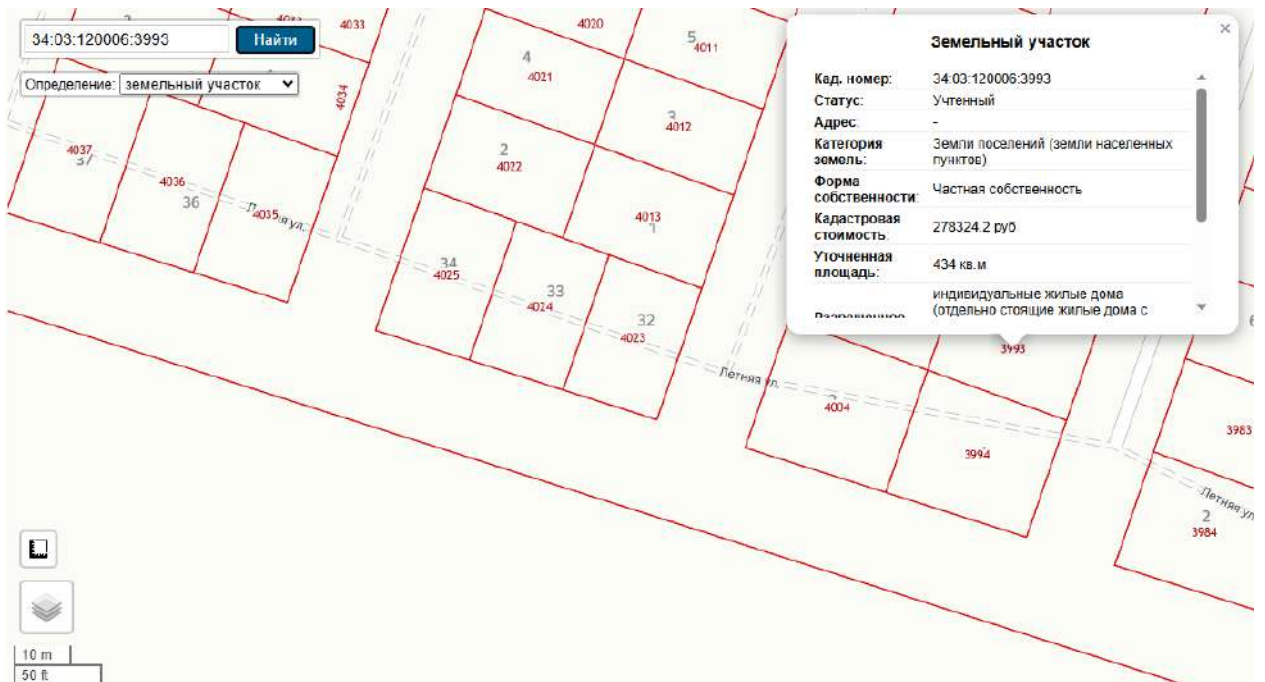 34:03:120006:3993
Найти
Определение: земельный участок
4033
4034
4037
37
4036
36
4035
4020
5
4011
4
4021
3
4012
2
4022
4013
1
34
4025
33
4024
32
4023
Летняя ул.
4004
3994
3993
3983
6
Летняя ул.
2
3984
×
Земельный участок
Кад. номер: 34:03:120006:3993
Статус: Учтенный
Адрес: -
Категория земель: Земли поселений (земли населенных
пунктов)
Форма собственности: Частная собственность
Кадастровая стоимость: 278324.2 руб
Уточненная площадь: 434 кв.м
индивидуальные жилые дома
(отдельно стоящие жилые дома с
10 m
50 ft